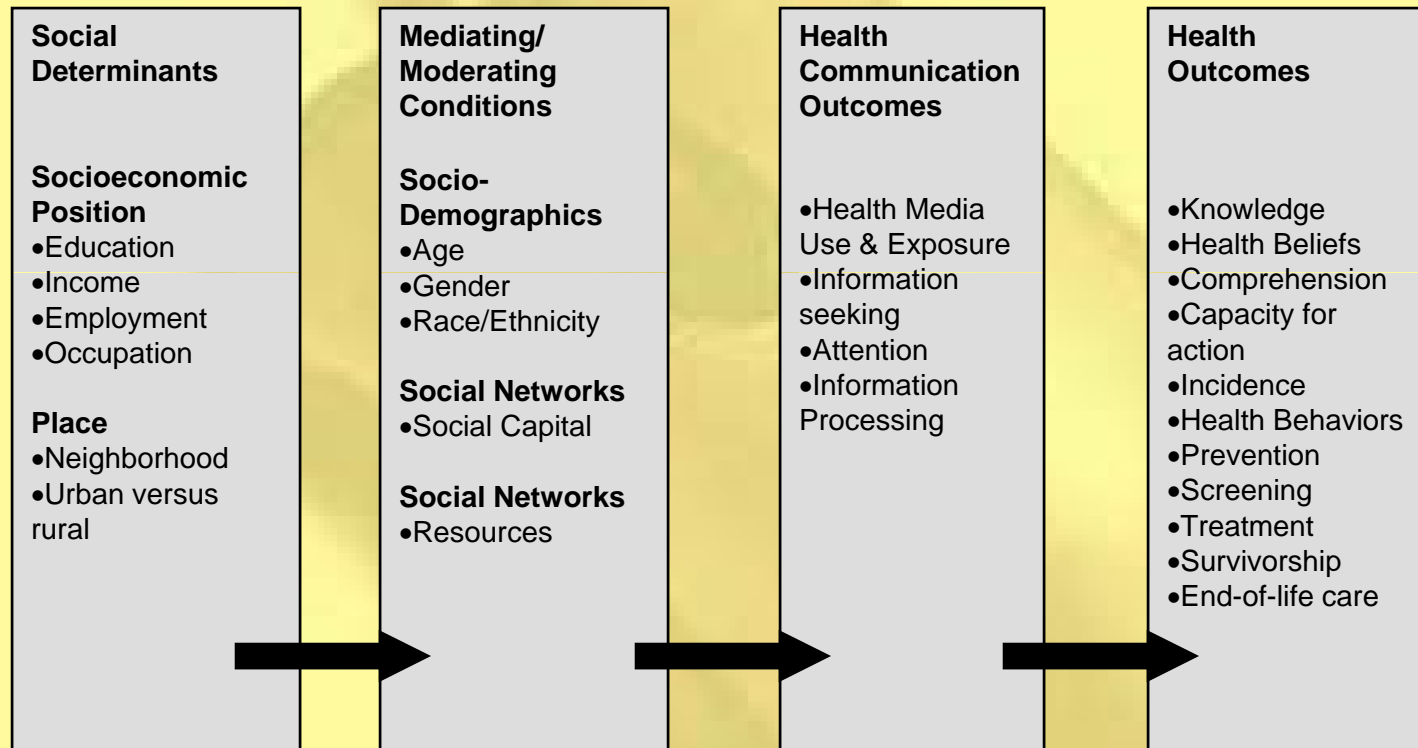 Social
Determinants
Socioeconomic
Position
•Education
•Income
•Employment
•Occupation
Place
•Neighborhood
•Urban versus
rural
Mediating/
Moderating
Conditions
Socio-
Demographics
•Age
•Gender
•Race/Ethnicity
Social Networks
•Social Capital
Social Networks
•Resources
Health
Communication
Outcomes
•Health Media
Use & Exposure
•Information
seeking
•Attention
•Information
Processing
Health
Outcomes
•Knowledge
•Health Beliefs
•Comprehension
•Capacity for
action
•Incidence
•Health Behaviors
•Prevention
•Screening
•Treatment
•Survivorship
•End-of-life care